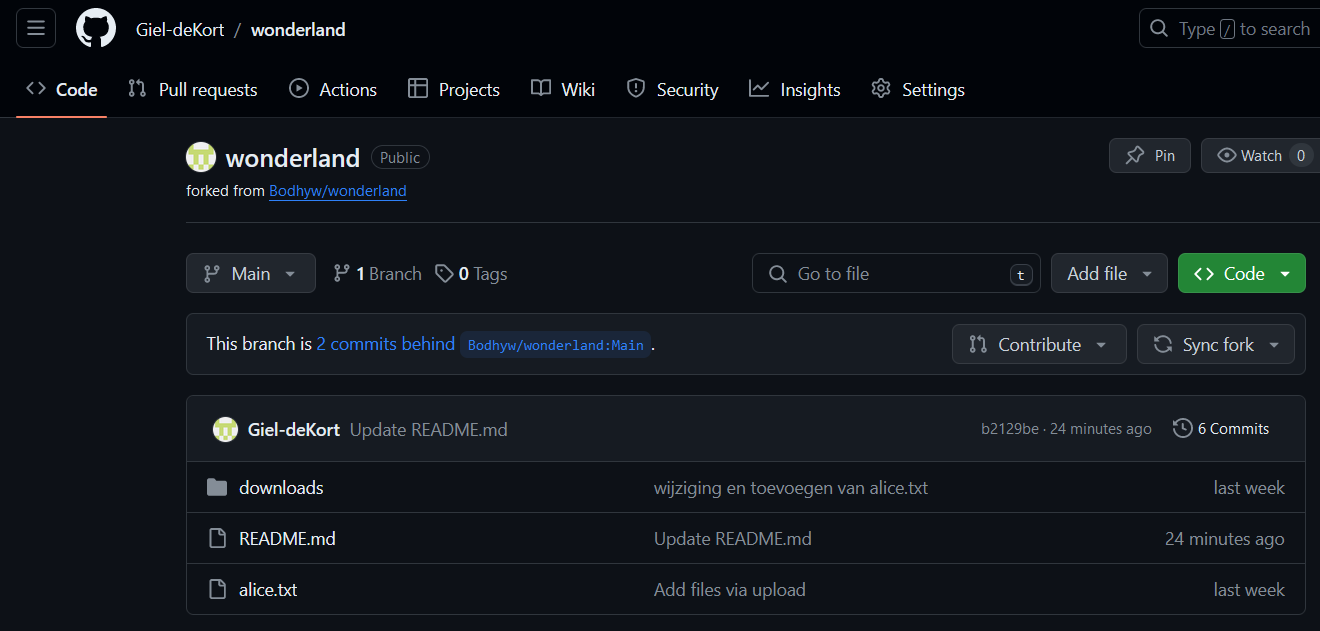 Giel-deKort / wonderland
Type / to search
Code Pull requests Actions Projects Wiki Security Insights Settings
wonderland Public
Pin Watch 0
forked from Bodhyw/wonderland
Main 1 Branch 0 Tags Go to file t Add file Code
This branch is 2 commits behind Bodhyw/wonderland:Main. Contribute Sync fork
Giel-deKort Update README.md b2129be · 24 minutes ago 6 Commits
downloads wijziging en toevoegen van alice.txt last week
README.md Update README.md 24 minutes ago
alice.txt Add files via upload last week